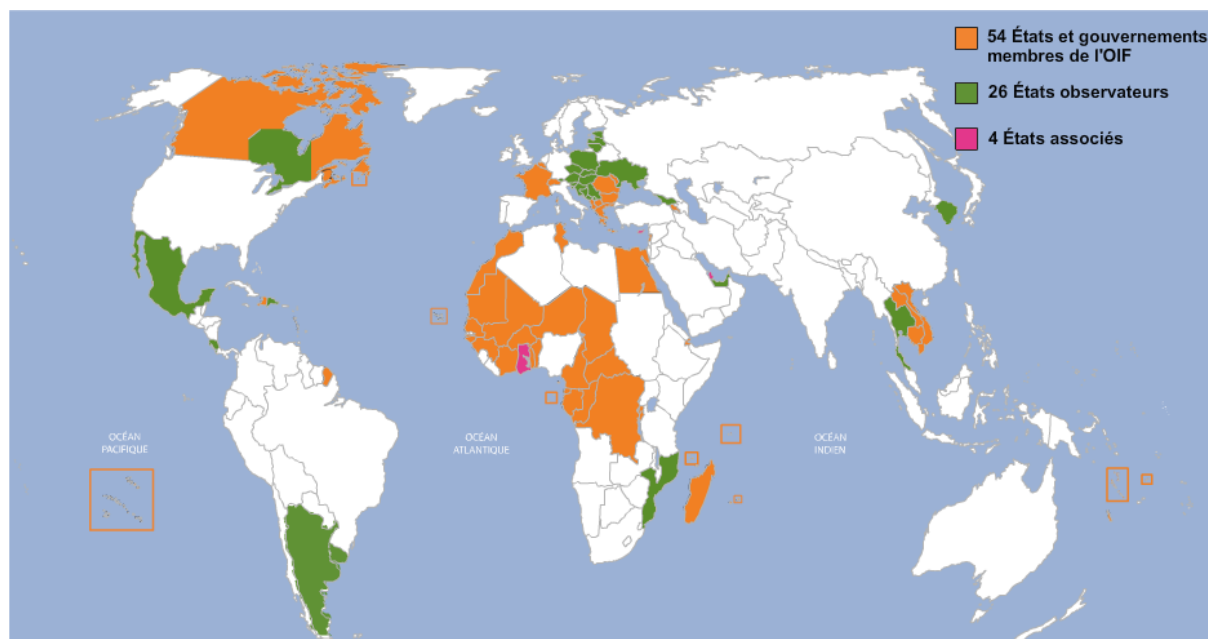 54 États et gouvernements
membres de l'OIF
26 États observateurs
4 États associés
OCÉAN
PACIFIQUE
OCÉAN
ATLANTIQUE
OCÉAN
INDIEN